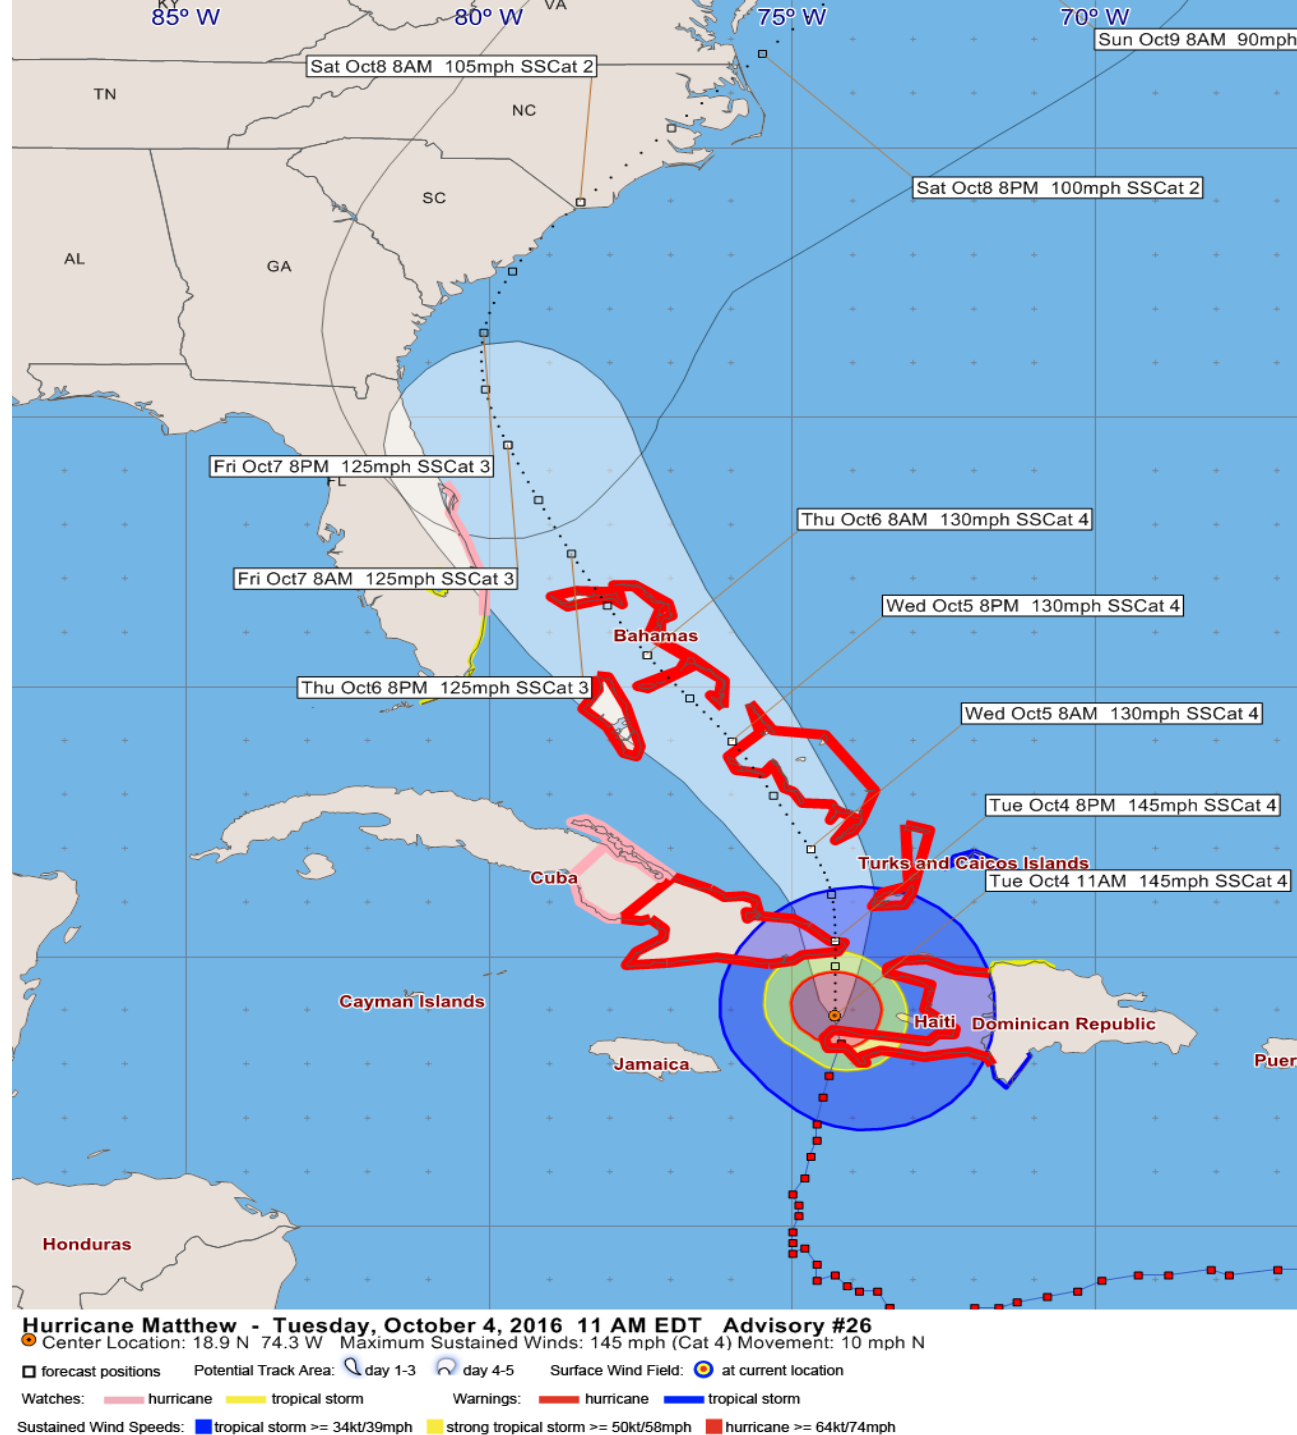 KY
VA
85° W
80° W
75° W
70° W
Sun Oct9 8AM 90mph
Sat Oct8 8AM 105mph SSCat 2
TN
NC
Sat Oct8 8PM 100mph SSCat 2
SC
AL
GA
Fri Oct7 8PM 125mph SSCat 3
FL
Thu Oct6 8AM 130mph SSCat 4
Fri Oct7 8AM 125mph SSCat 3
Wed Oct5 8PM 130mph SSCat 4
Bahamas
Thu Oct6 8PM 125mph SSCat 3
Wed Oct5 8AM 130mph SSCat 4
Tue Oct4 8PM 145mph SSCat 4
Turks and Caicos Islands
Cuba
Tue Oct4 11AM 145mph SSCat 4
Cayman Islands
Haiti
Dominican Republic
Jamaica
Puer
Honduras
Hurricane Matthew - Tuesday, October 4, 2016 11 AM EDT Advisory #26
Center Location: 18.9 N 74.3 W Maximum Sustained Winds: 145 mph (Cat 4) Movement: 10 mph N
forecast positions Potential Track Area: day 1-3 day 4-5 Surface Wind Field: at current location
Watches: hurricane tropical storm Warnings: hurricane tropical storm
Sustained Wind Speeds: tropical storm >= 34kt/39mph strong tropical storm >= 50kt/58mph hurricane >= 64kt/74mph